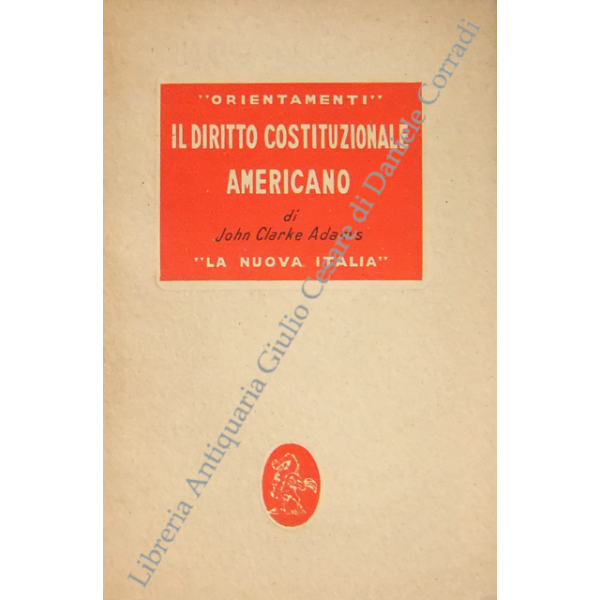 "ORIENTAMENTI"
IL DIRITTO COSTITUZIONALE
AMERICANO
di
John Clarke Adams
"LA NUOVA ITALIA"
Libreria Antiquaria Giulio Cesare di Daniele Corradi